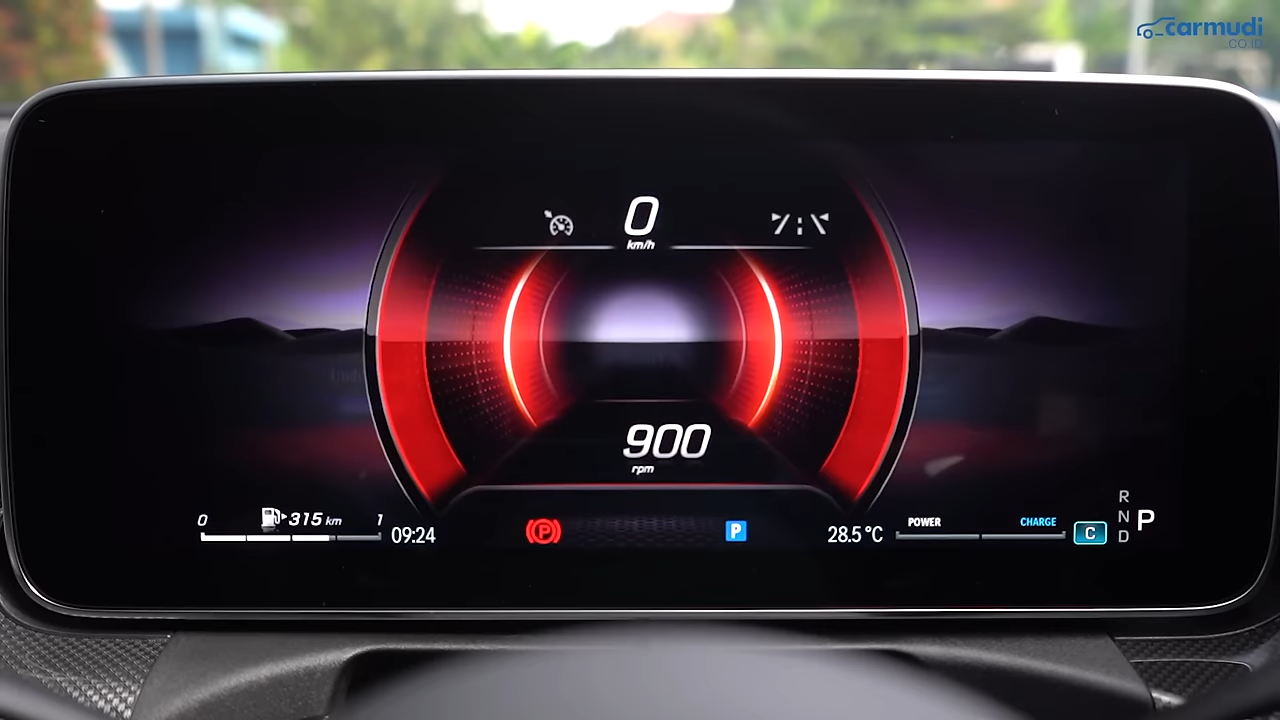 carmudi
CO.ID
0
km/h
900
rpm
0 315 km 1
09:24
P
P
28.5 °C
POWER
CHARGE
C
R
N
D
P